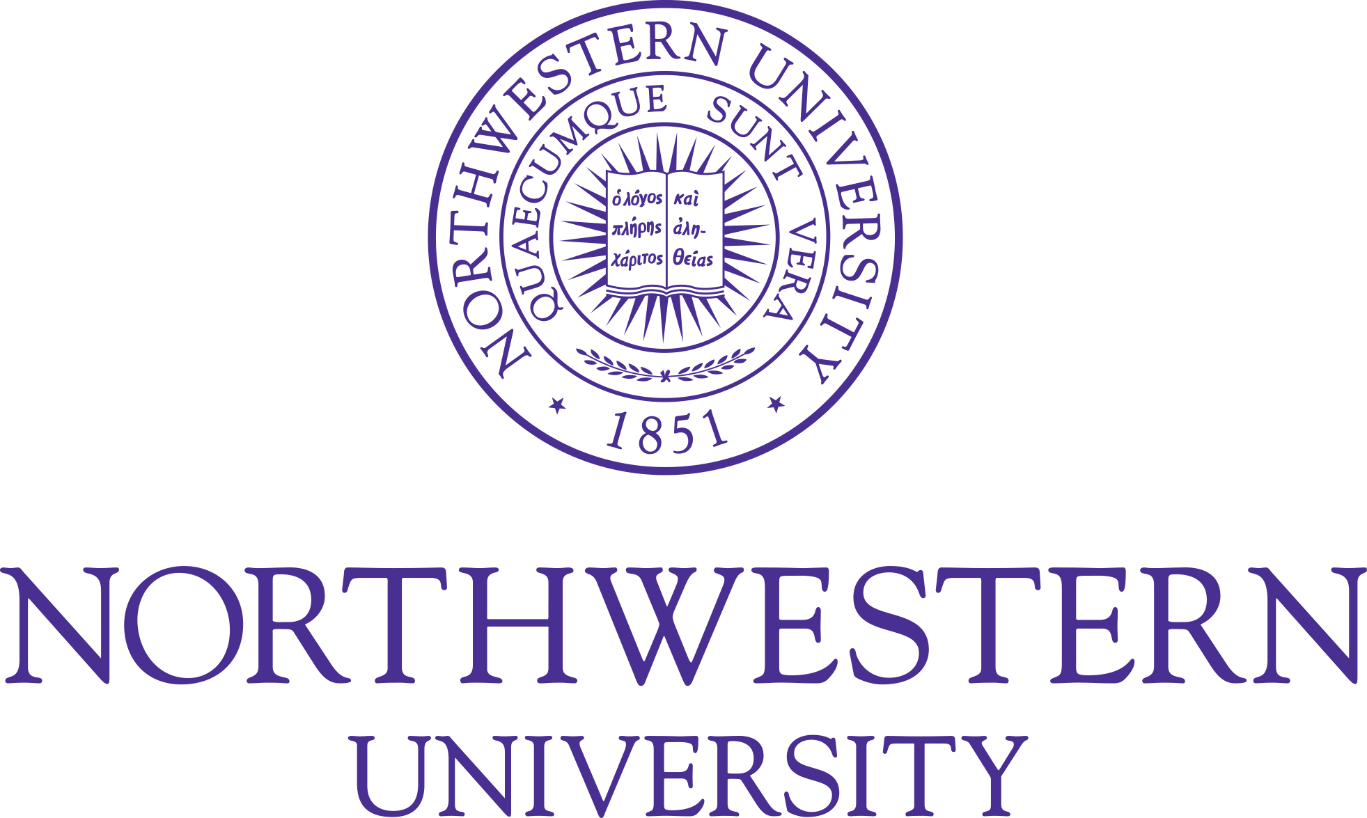 NORTHWESTERN UNIVERSITY
QUAECUMQUE SUNT VERA
ὁ λόγος
πλήρης
χάριτος
καὶ
ἀλη-
θείας
1851
NORTHWESTERN
UNIVERSITY